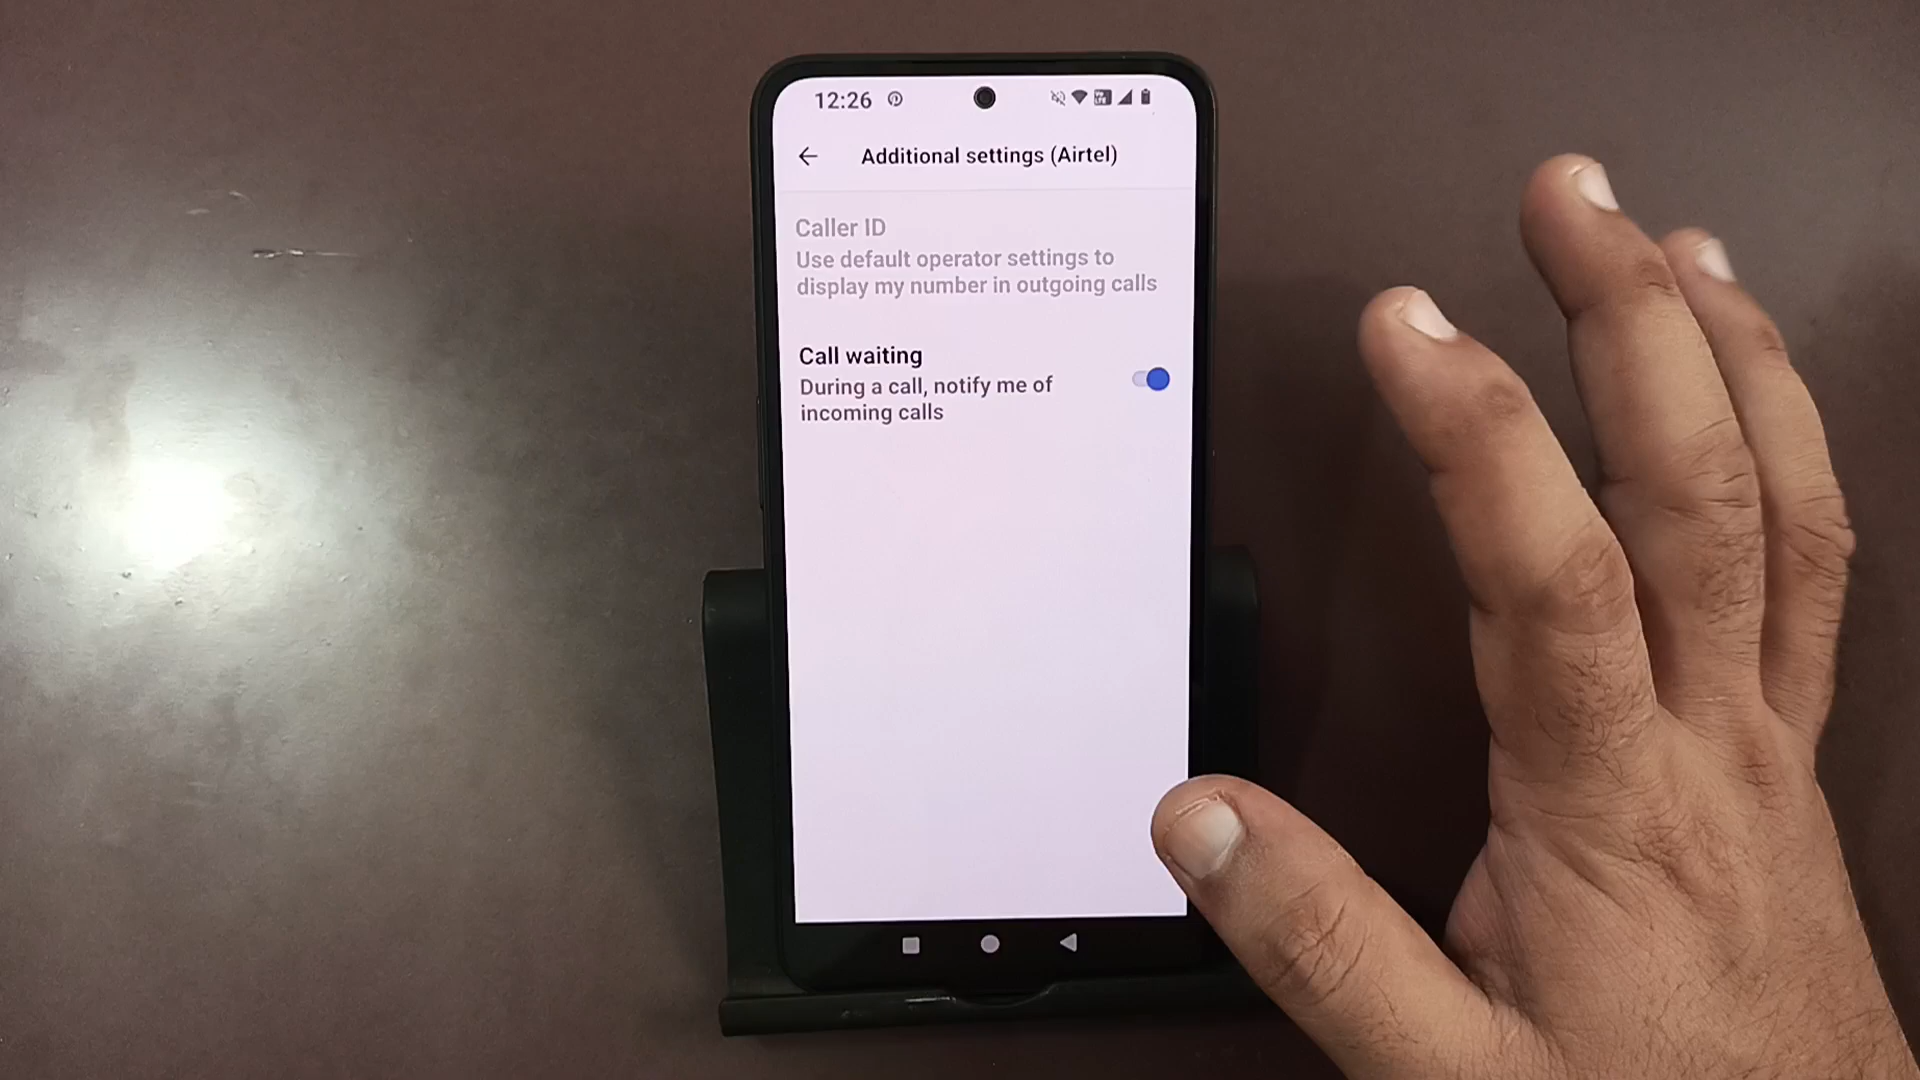 12:26
Additional settings (Airtel)
Caller ID
Use default operator settings to
display my number in outgoing calls
Call waiting
During a call, notify me of
incoming calls